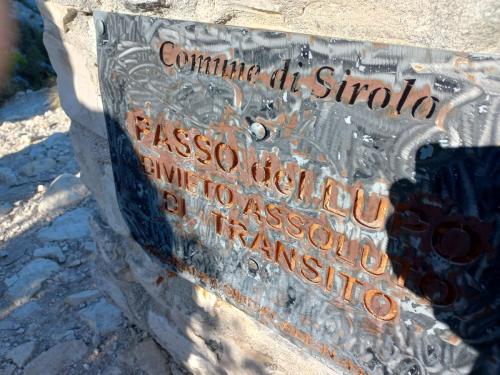 Comune di Sirolo
PASSO del LUPO
DIVIETO ASSOLUTO
DI TRANSITO